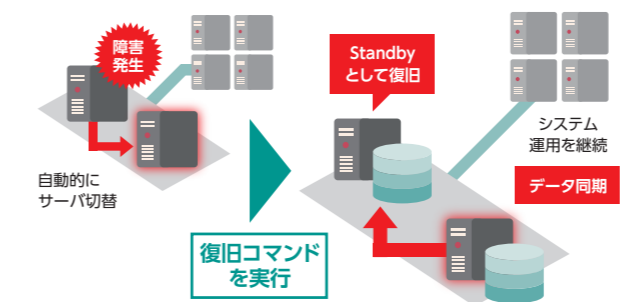 障害
発生
自動的に
サーバ切替
復旧コマンド
を実行
Standby
として復旧
システム
運用を継続
データ同期